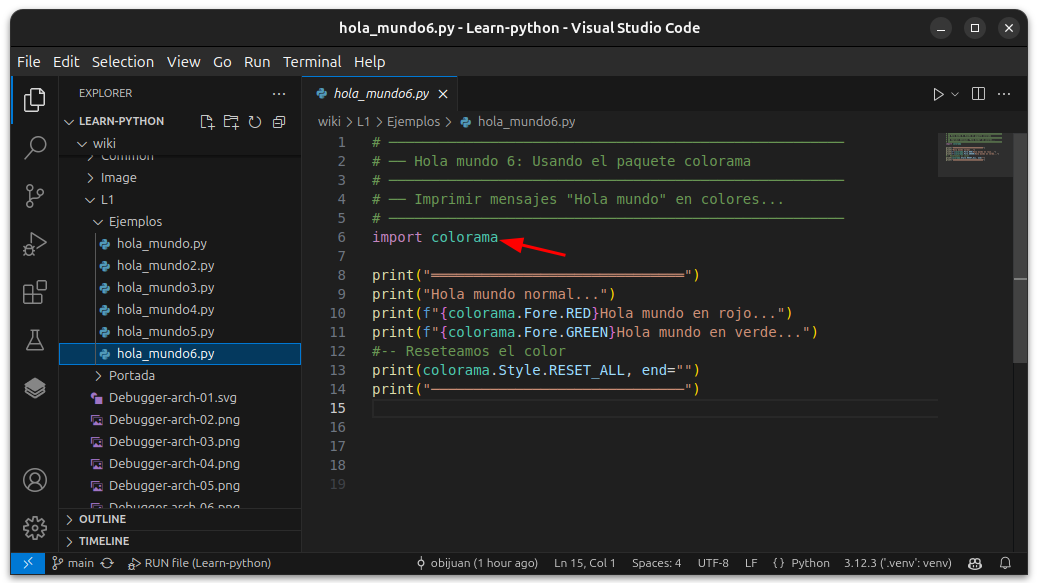 hola_mundo6.py - Learn-python - Visual Studio Code
File Edit Selection View Go Run Terminal Help
EXPLORER
LEARN-PYTHON
wiki
Common
Image
L1
Ejemplos
hola_mundo.py
hola_mundo2.py
hola_mundo3.py
hola_mundo4.py
hola_mundo5.py
hola_mundo6.py
Portada
Debugger-arch-01.svg
Debugger-arch-02.png
Debugger-arch-03.png
Debugger-arch-04.png
Debugger-arch-05.png
Debugger-arch-06.png
OUTLINE
TIMELINE
hola_mundo6.py
wiki > L1 > Ejemplos > hola_mundo6.py
1 # ──────────────────────────────
2 # ── Hola mundo 6: Usando el paquete colorama
3 # ──────────────────────────────
4 # ── Imprimir mensajes "Hola mundo" en colores...
5 # ──────────────────────────────
6 import colorama
7
8 print("══════════════════════════════")
9 print("Hola mundo normal...")
10 print(f"{colorama.Fore.RED}Hola mundo en rojo...")
11 print(f"{colorama.Fore.GREEN}Hola mundo en verde...")
12 #-- Reseteamos el color
13 print(colorama.Style.RESET_ALL, end="")
14 print("──────────────────────────────")
15
16
17
18
19
main RUN file (Learn-python) obijuan (1 hour ago) Ln 15, Col 1 Spaces: 4 UTF-8 LF {} Python 3.12.3 ('.venv': venv)